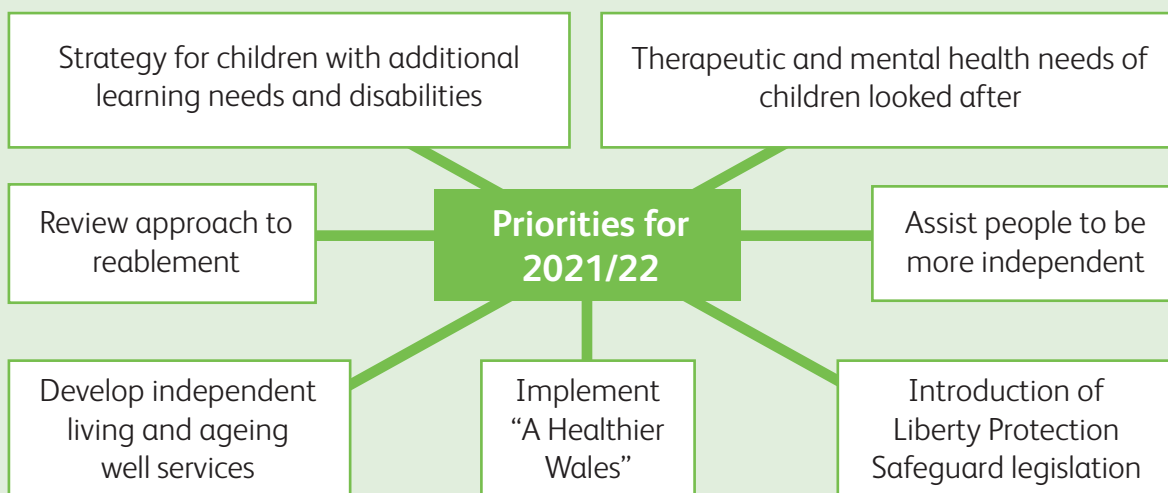 Strategy for children with additional
learning needs and disabilities
Therapeutic and mental health needs of
children looked after
Review approach to
reablement
Priorities for
2021/22
Assist people to be
more independent
Develop independent
living and ageing
well services
Implement
“A Healthier
Wales”
Introduction of
Liberty Protection
Safeguard legislation